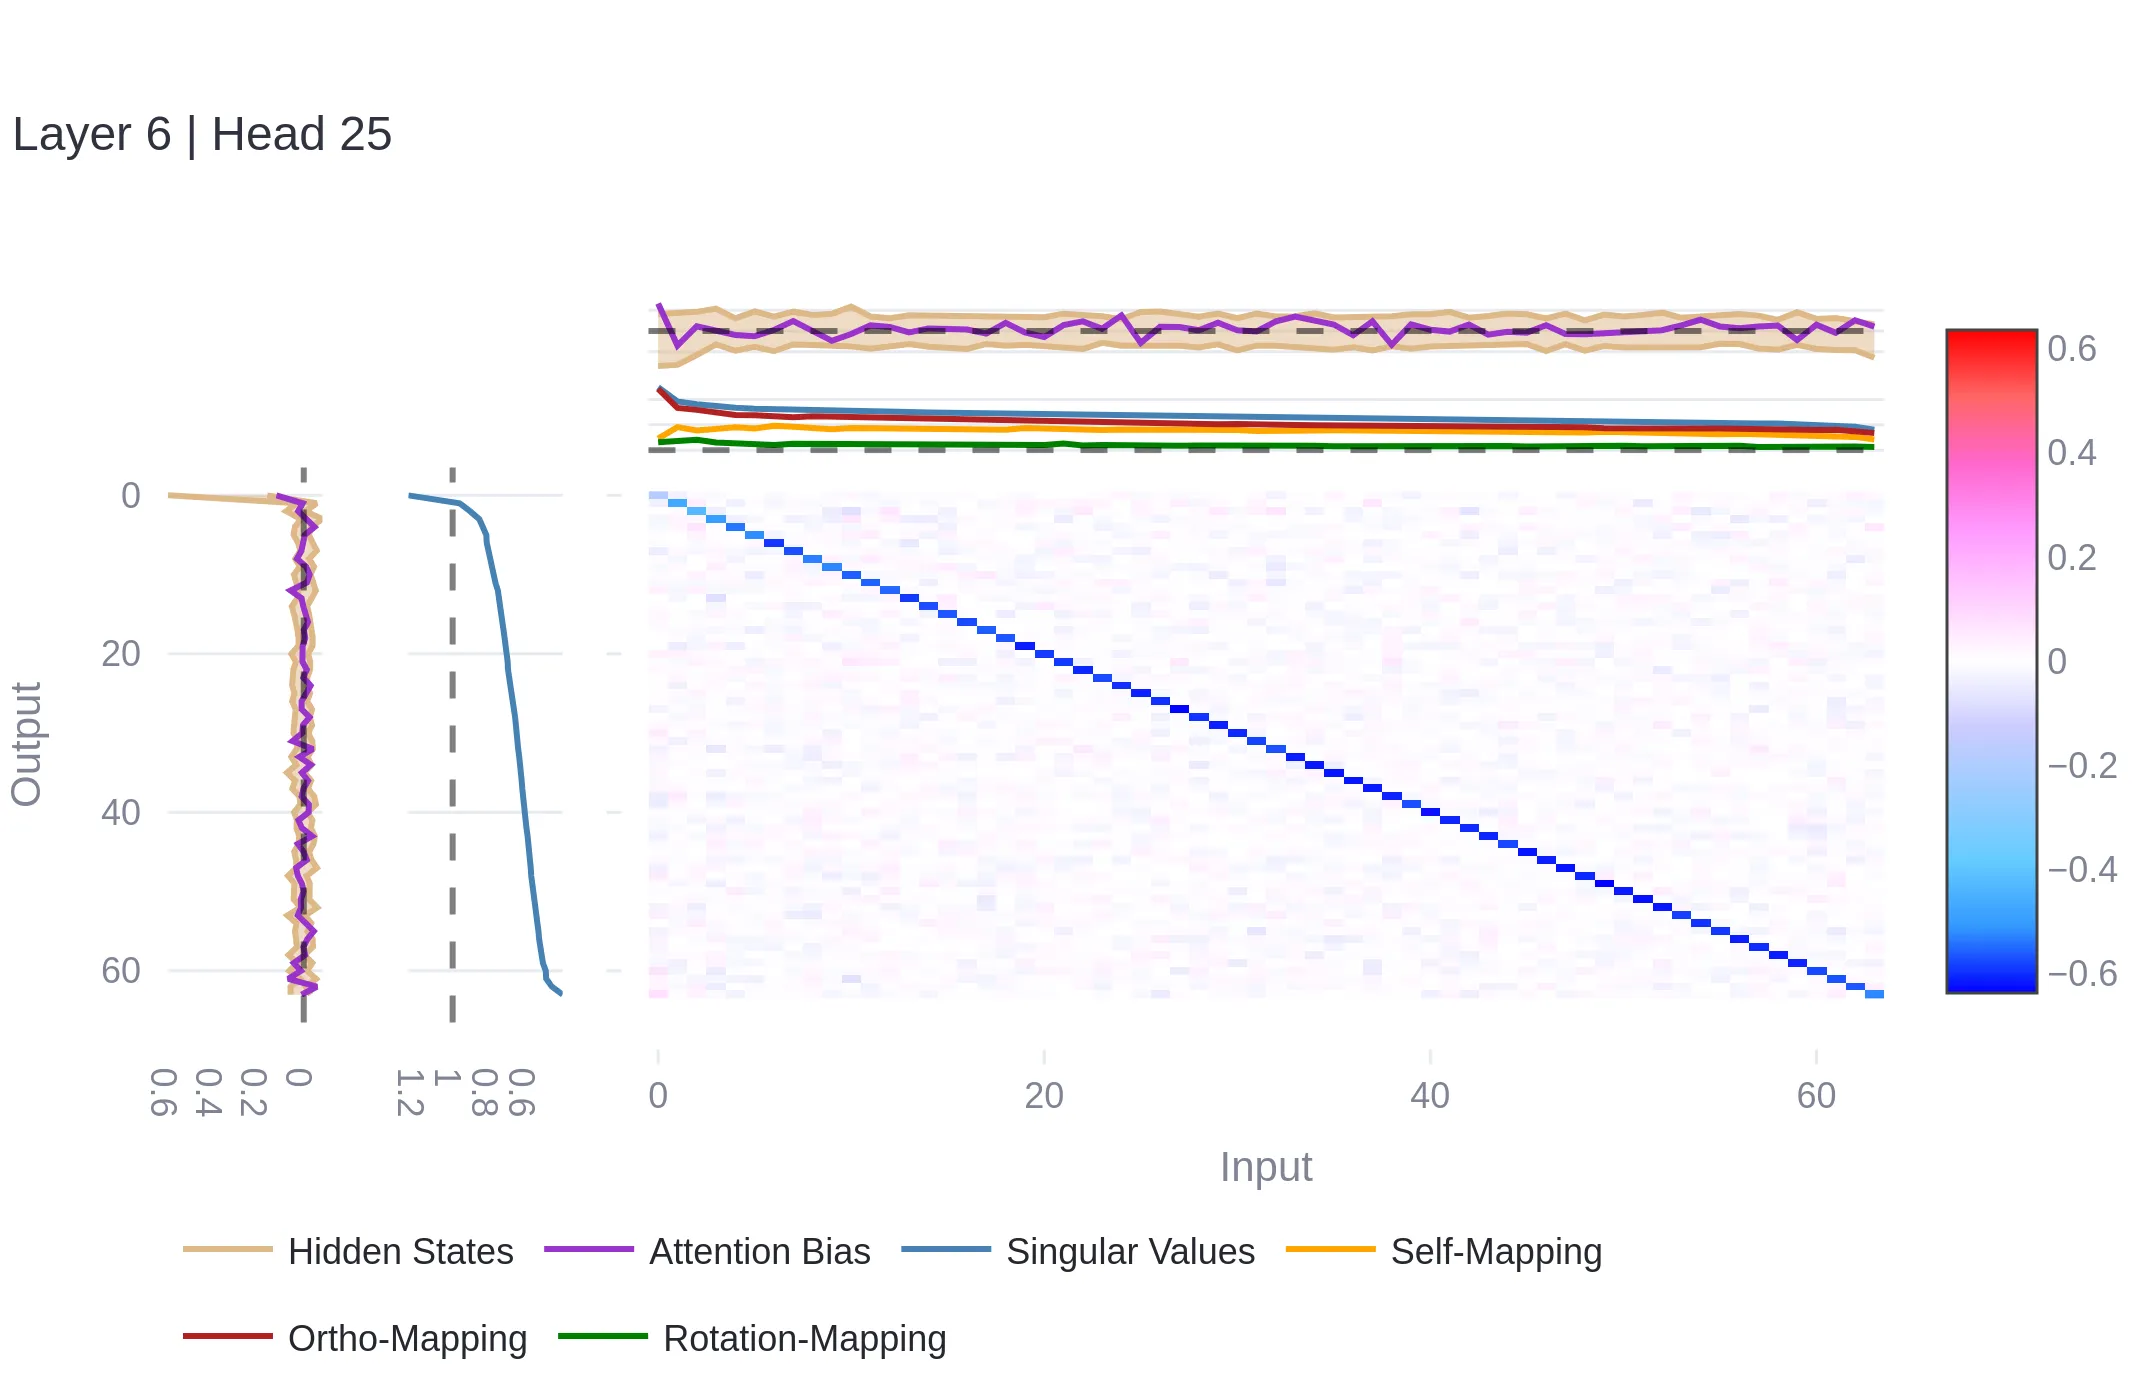 Layer 6 | Head 25
0.6
0.4
0.2
0
−0.2
−0.4
−0.6
Output
0
20
40
60
0.6
0.4
0.2
0
1.2
1
0.8
0.6
0
20
40
60
Input
Hidden States
Attention Bias
Singular Values
Self-Mapping
Ortho-Mapping
Rotation-Mapping